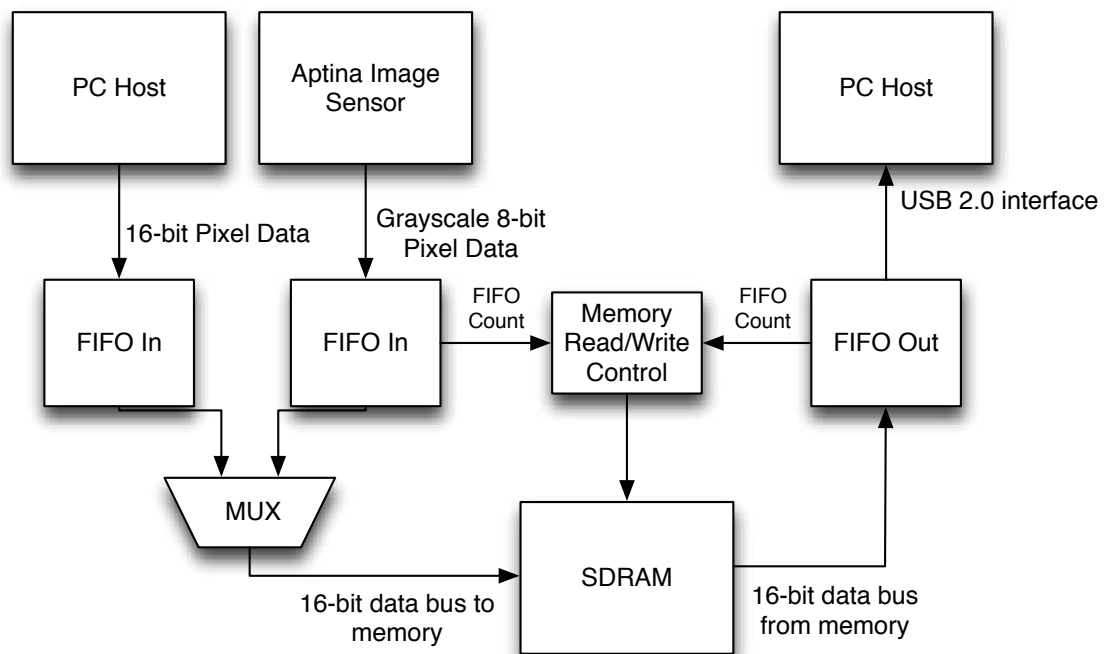 PC Host
Aptina Image
Sensor
PC Host
16-bit Pixel Data
Grayscale 8-bit
Pixel Data
USB 2.0 interface
FIFO In
FIFO In
FIFO
Count
Memory
Read/Write
Control
FIFO
Count
FIFO Out
MUX
SDRAM
16-bit data bus to
memory
16-bit data bus
from memory